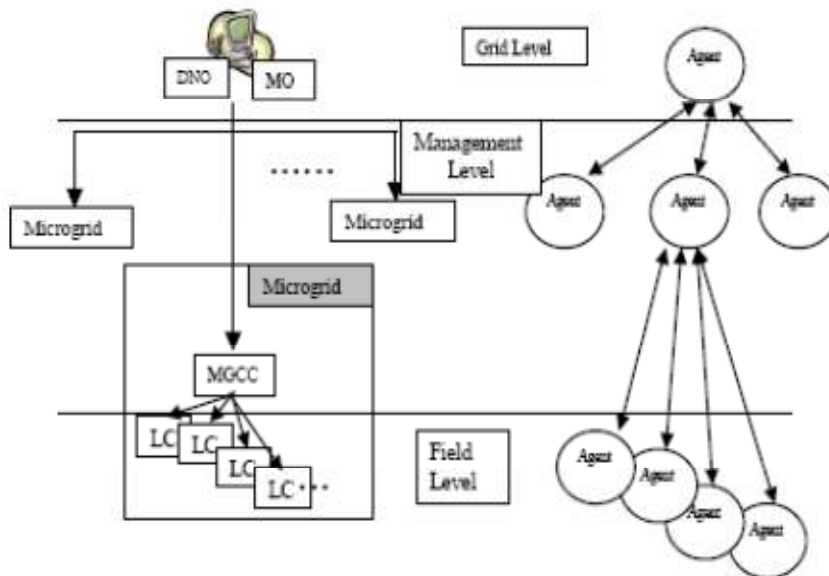 Grid Level
Agent
DNO
MO
Management
Level
Agent
Agent
Agent
Microgrid
Microgrid
Microgrid
MGCC
LC
LC
LC
LC
Field
Level
Agent
Agent
Agent
Agent